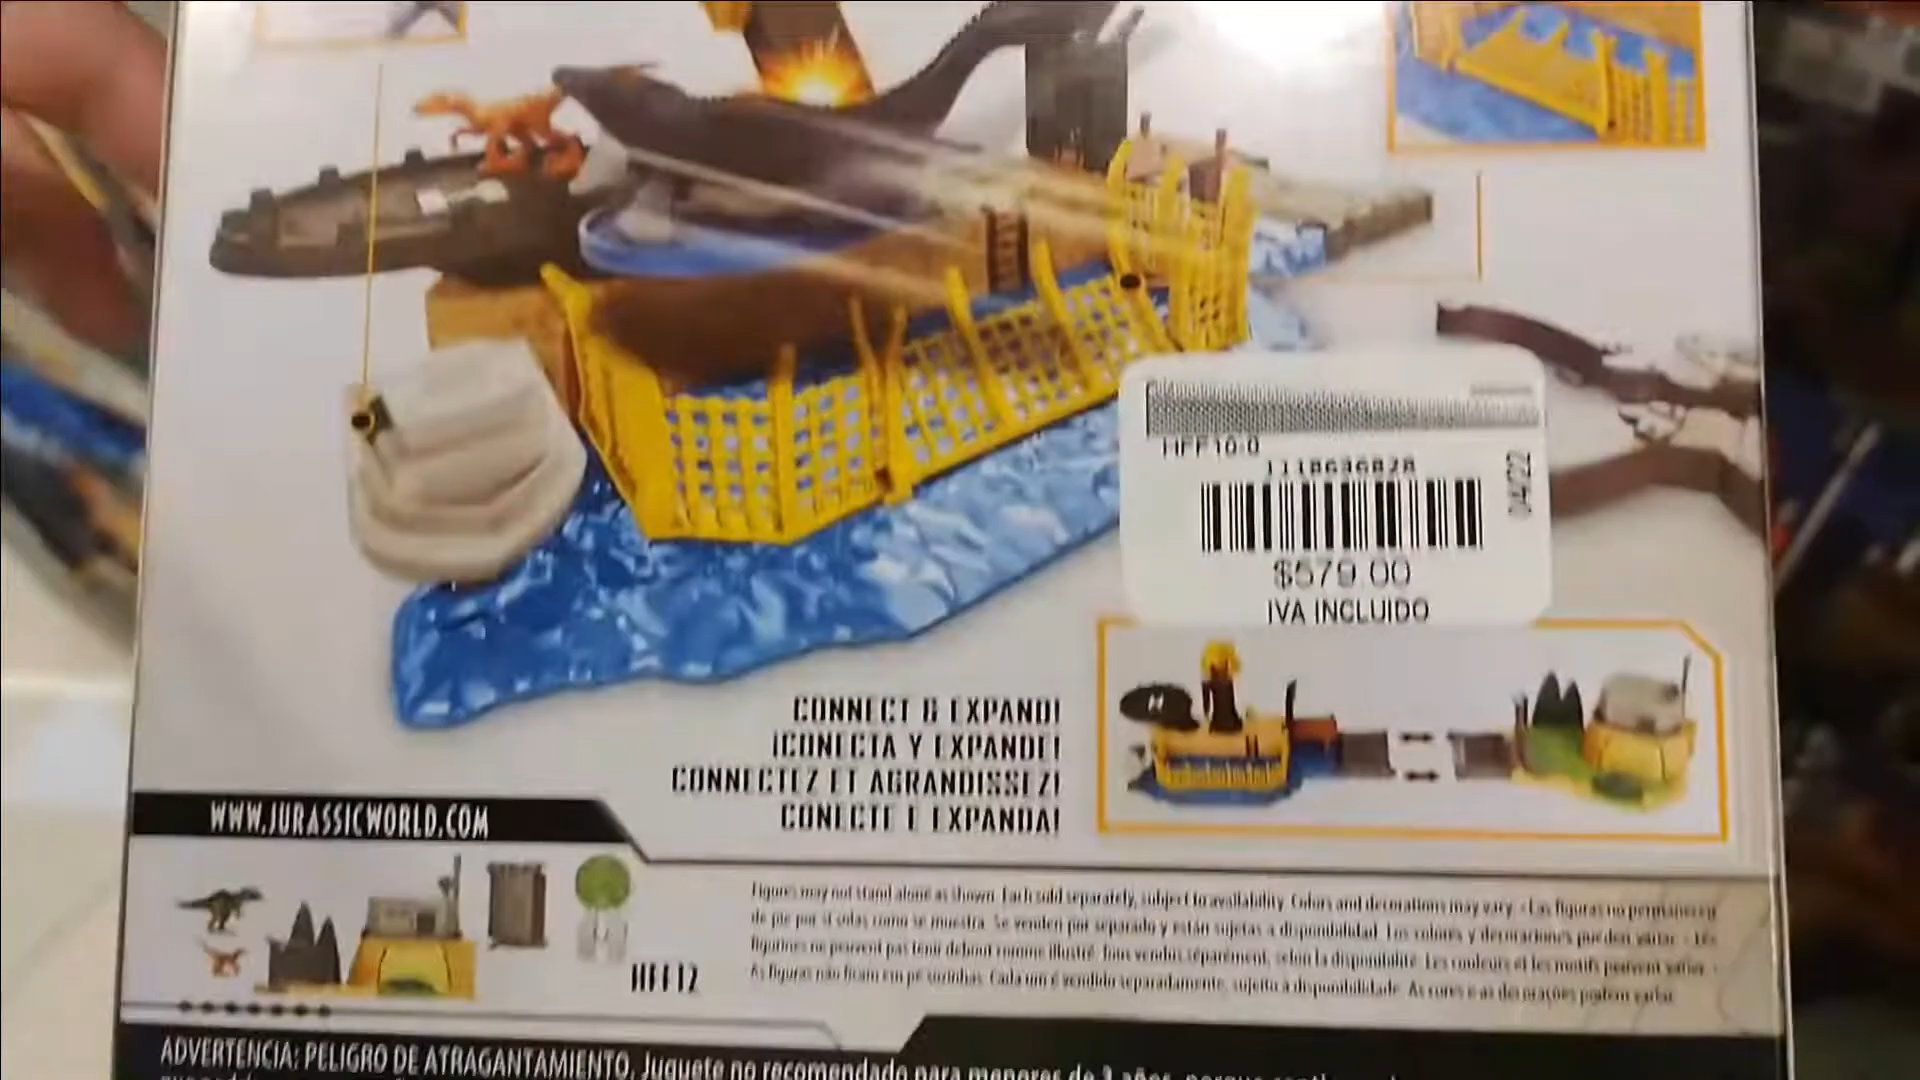 HFF10-0
1118636828
04/22
$579.00
IVA INCLUIDO
CONNECT & EXPAND!
¡CONECTA Y EXPANDE!
CONNECTEZ ET AGRANDISSEZ!
CONECTE E EXPANDA!
WWW.JURASSICWORLD.COM
HFF12
Figures may not stand alone as shown. Each sold separately, subject to availability. Colors and decorations may vary. • Las figuras no permanecen
de pie por sí solas como se muestra. Se venden por separado y están sujetas a disponibilidad. Los colores y decoraciones pueden variar. • Les
figurines ne peuvent pas tenir debout comme illustré. Tous vendus séparément, selon la disponibilité. Les couleurs et les motifs peuvent varier. •
As figuras não ficam em pé sozinhas. Cada um é vendido separadamente, sujeito à disponibilidade. As cores e as decorações podem variar.
ADVERTENCIA: PELIGRO DE ATRAGANTAMIENTO. Juguete no recomendado para menores de 3 años, porque